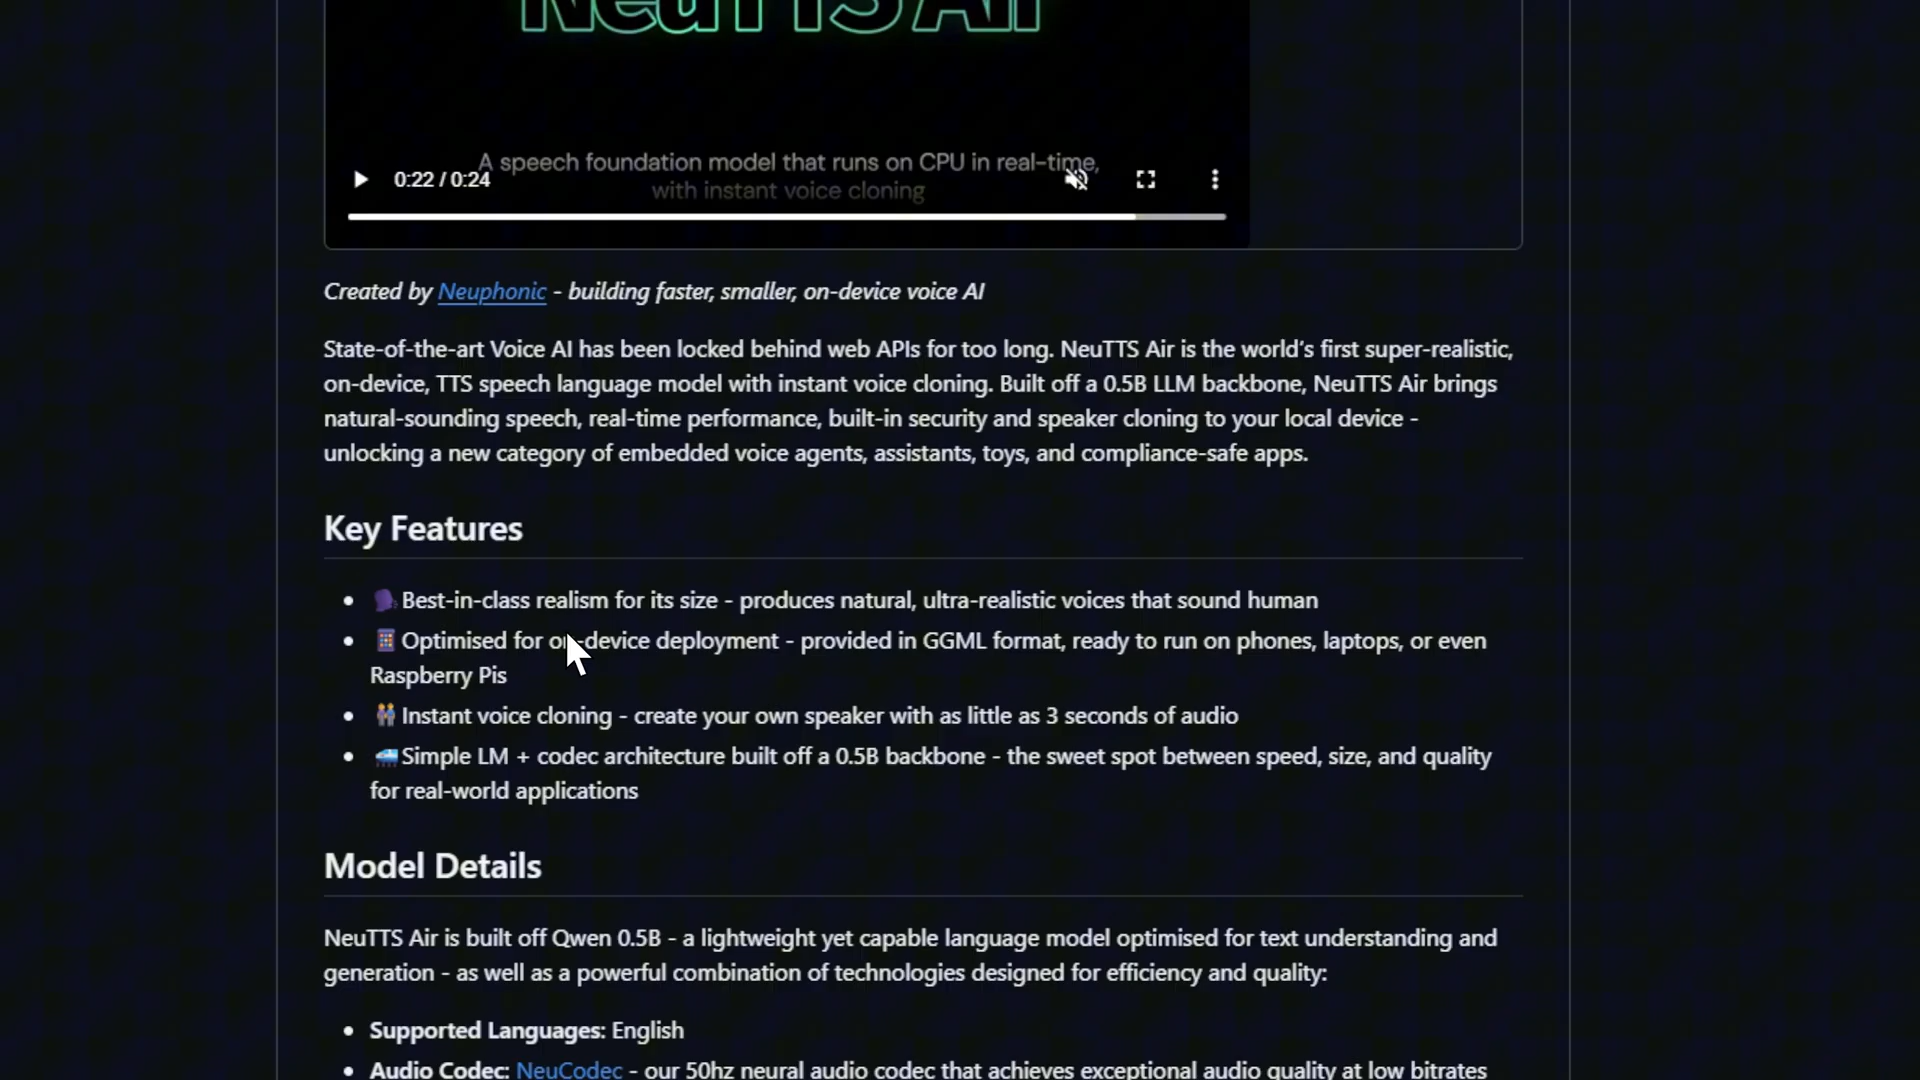 NeuTTS Air
A speech foundation model that runs on CPU in real-time,
0:22 / 0:24
with instant voice cloning
Created by Neuphonic - building faster, smaller, on-device voice AI
State-of-the-art Voice AI has been locked behind web APIs for too long. NeuTTS Air is the world's first super-realistic,
on-device, TTS speech language model with instant voice cloning. Built off a 0.5B LLM backbone, NeuTTS Air brings
natural-sounding speech, real-time performance, built-in security and speaker cloning to your local device -
unlocking a new category of embedded voice agents, assistants, toys, and compliance-safe apps.
Key Features
Best-in-class realism for its size - produces natural, ultra-realistic voices that sound human
Optimised for on-device deployment - provided in GGML format, ready to run on phones, laptops, or even
Raspberry Pis
Instant voice cloning - create your own speaker with as little as 3 seconds of audio
Simple LM + codec architecture built off a 0.5B backbone - the sweet spot between speed, size, and quality
for real-world applications
Model Details
NeuTTS Air is built off Qwen 0.5B - a lightweight yet capable language model optimised for text understanding and
generation - as well as a powerful combination of technologies designed for efficiency and quality:
Supported Languages: English
Audio Codec: NeuCodec - our 50hz neural audio codec that achieves exceptional audio quality at low bitrates